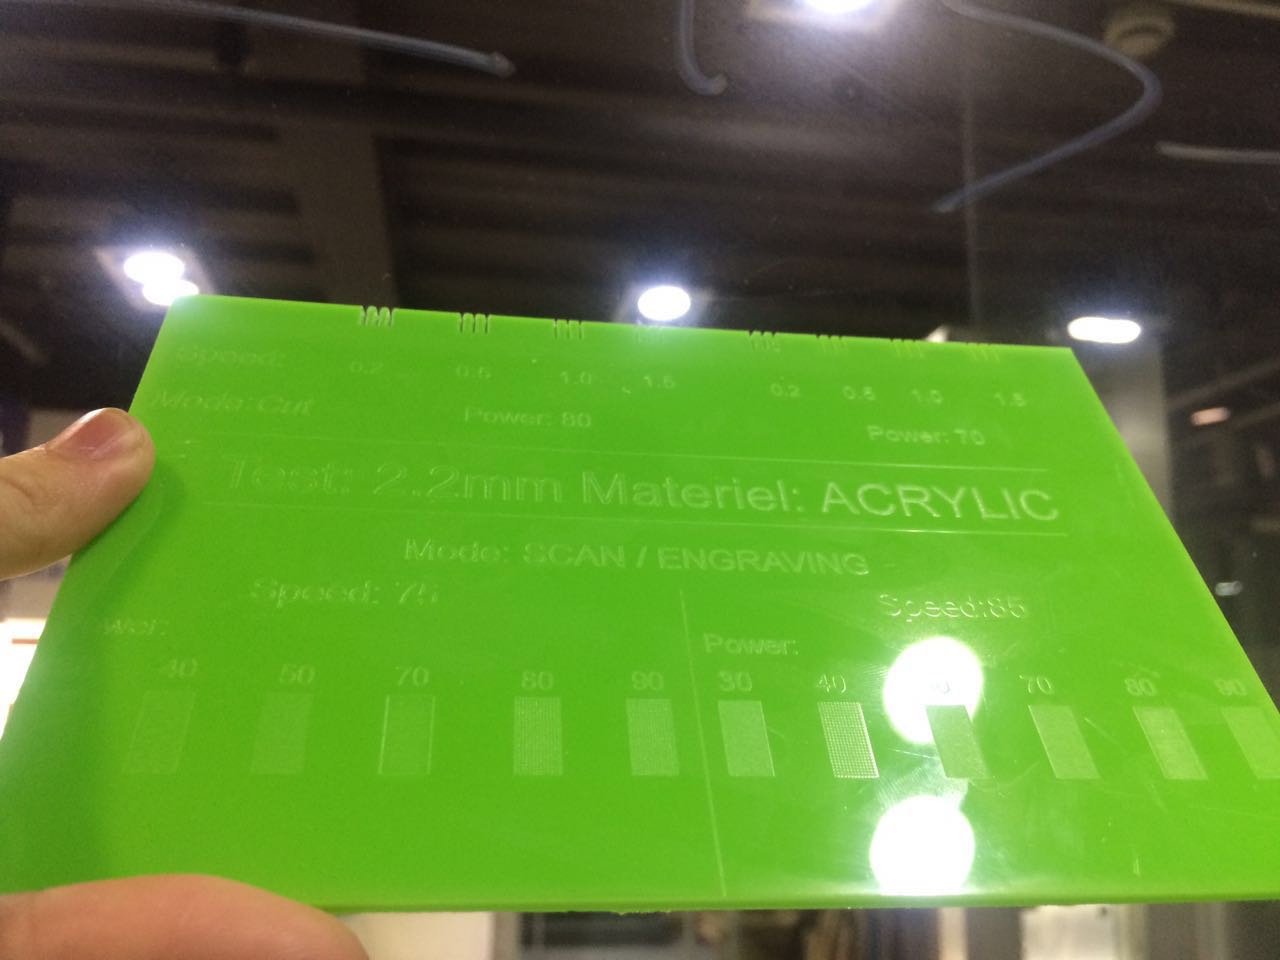 Speed: 0.2 0.5 1.0 1.5 0.2 0.5 1.0 1.5
Mode: Cut Power: 80 Power: 70
Test: 2.2mm Materiel: ACRYLIC
Mode: SCAN / ENGRAVING
Speed: 75 Speed:85
Power:
40 50 70 80 90 30 40 70 80 90